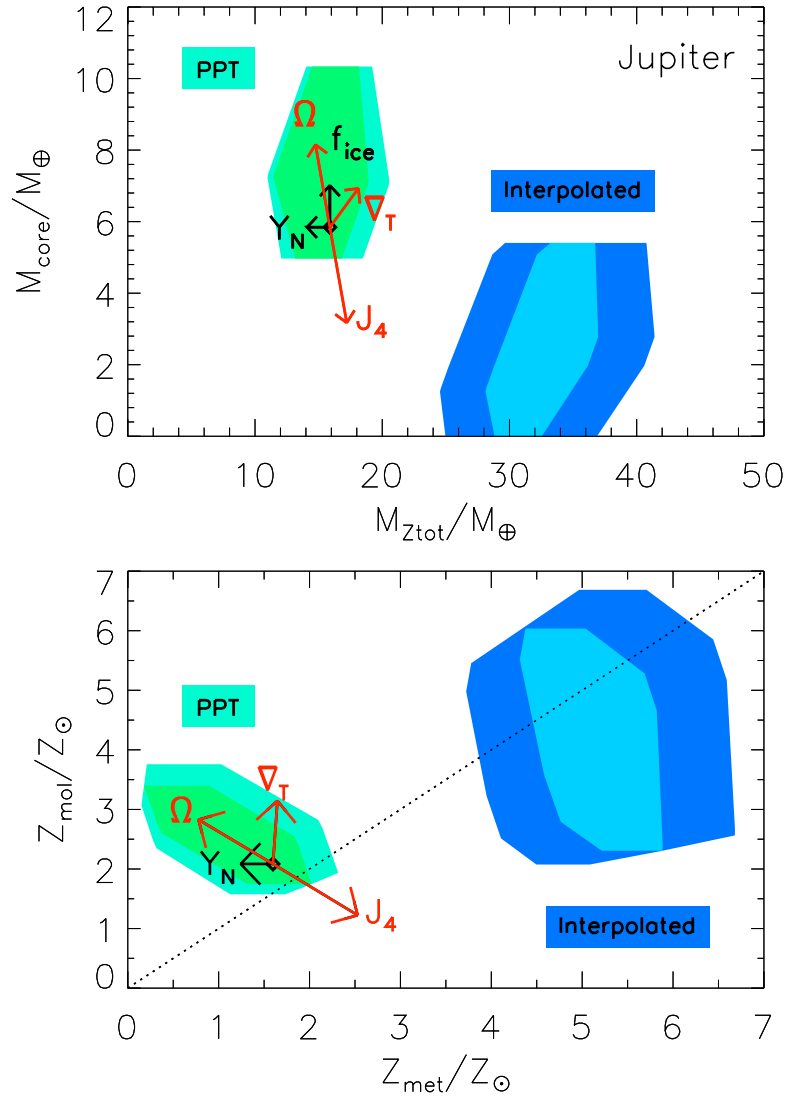 12
10
8
6
4
2
0
M_core/M_⊕
PPT
Jupiter
Ω
f_ice
∇_T
Y_N
J_4
Interpolated
0 10 20 30 40 50
M_Ztot/M_⊕
7
6
5
4
3
2
1
0
Z_mol/Z_⊙
PPT
∇_T
Ω
Y_N
J_4
Interpolated
0 1 2 3 4 5 6 7
Z_met/Z_⊙